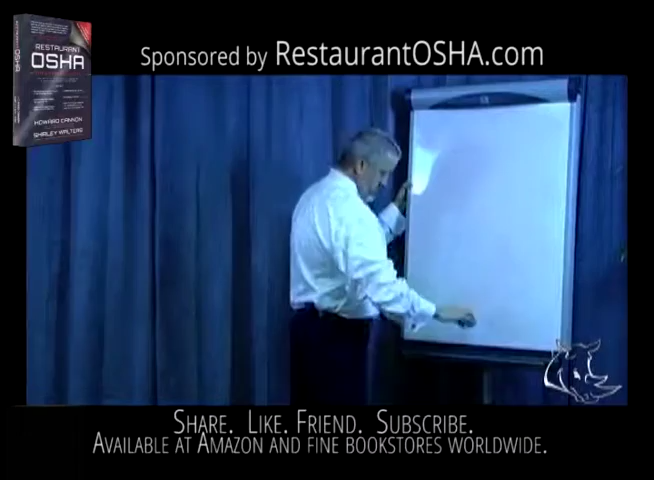 Sponsored by RestaurantOSHA.com
RESTAURANT
OSHA
HOWARD CANNON
SHIRLEY WALTERS
SHARE. LIKE. FRIEND. SUBSCRIBE.
AVAILABLE AT AMAZON AND FINE BOOKSTORES WORLDWIDE.